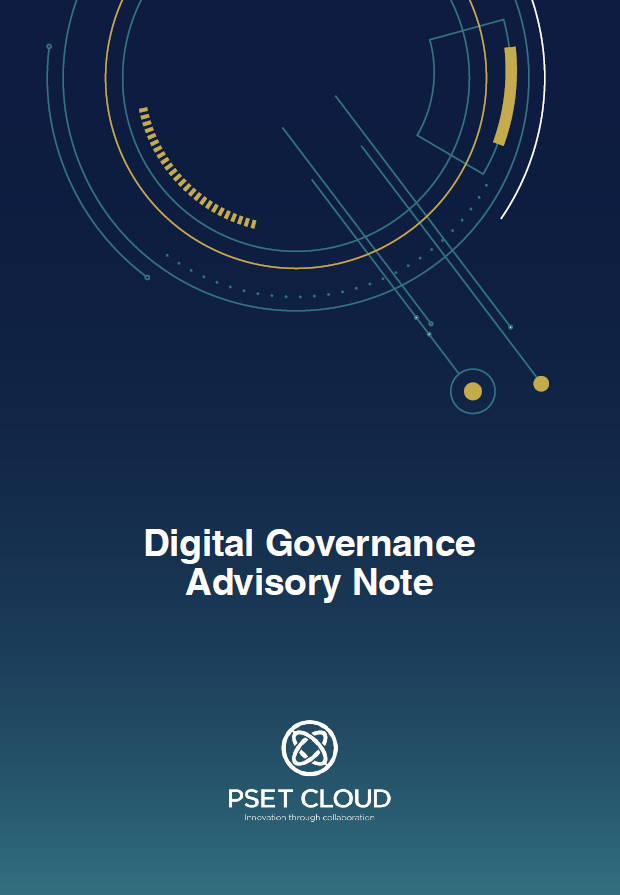 Digital Governance
Advisory Note
PSET CLOUD
Innovation through collaboration